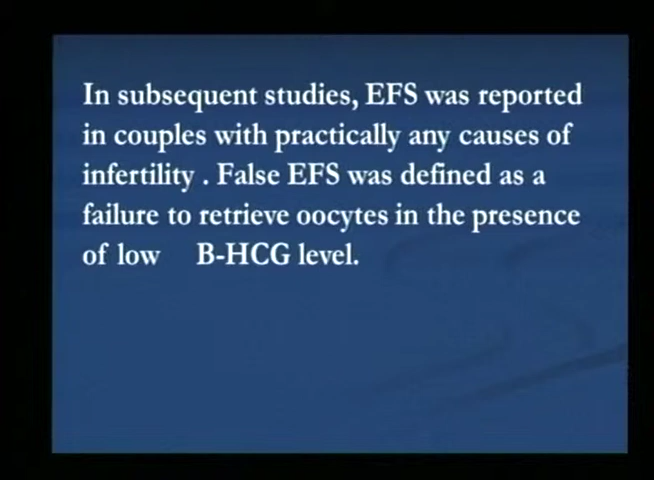 In subsequent studies, EFS was reported
in couples with practically any causes of
infertility . False EFS was defined as a
failure to retrieve oocytes in the presence
of low B-HCG level.